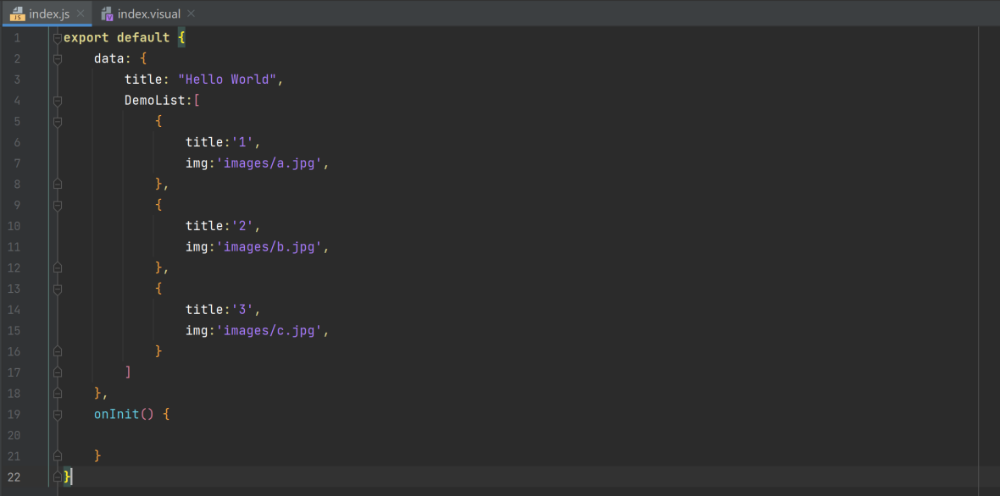 index.js
index.visual
1 export default {
2 data: {
3 title: "Hello World",
4 DemoList:[
5 {
6 title:'1',
7 img:'images/a.jpg',
8 },
9 {
10 title:'2',
11 img:'images/b.jpg',
12 },
13 {
14 title:'3',
15 img:'images/c.jpg',
16 }
17 ]
18 },
19 onInit() {
20
21 }
22 }